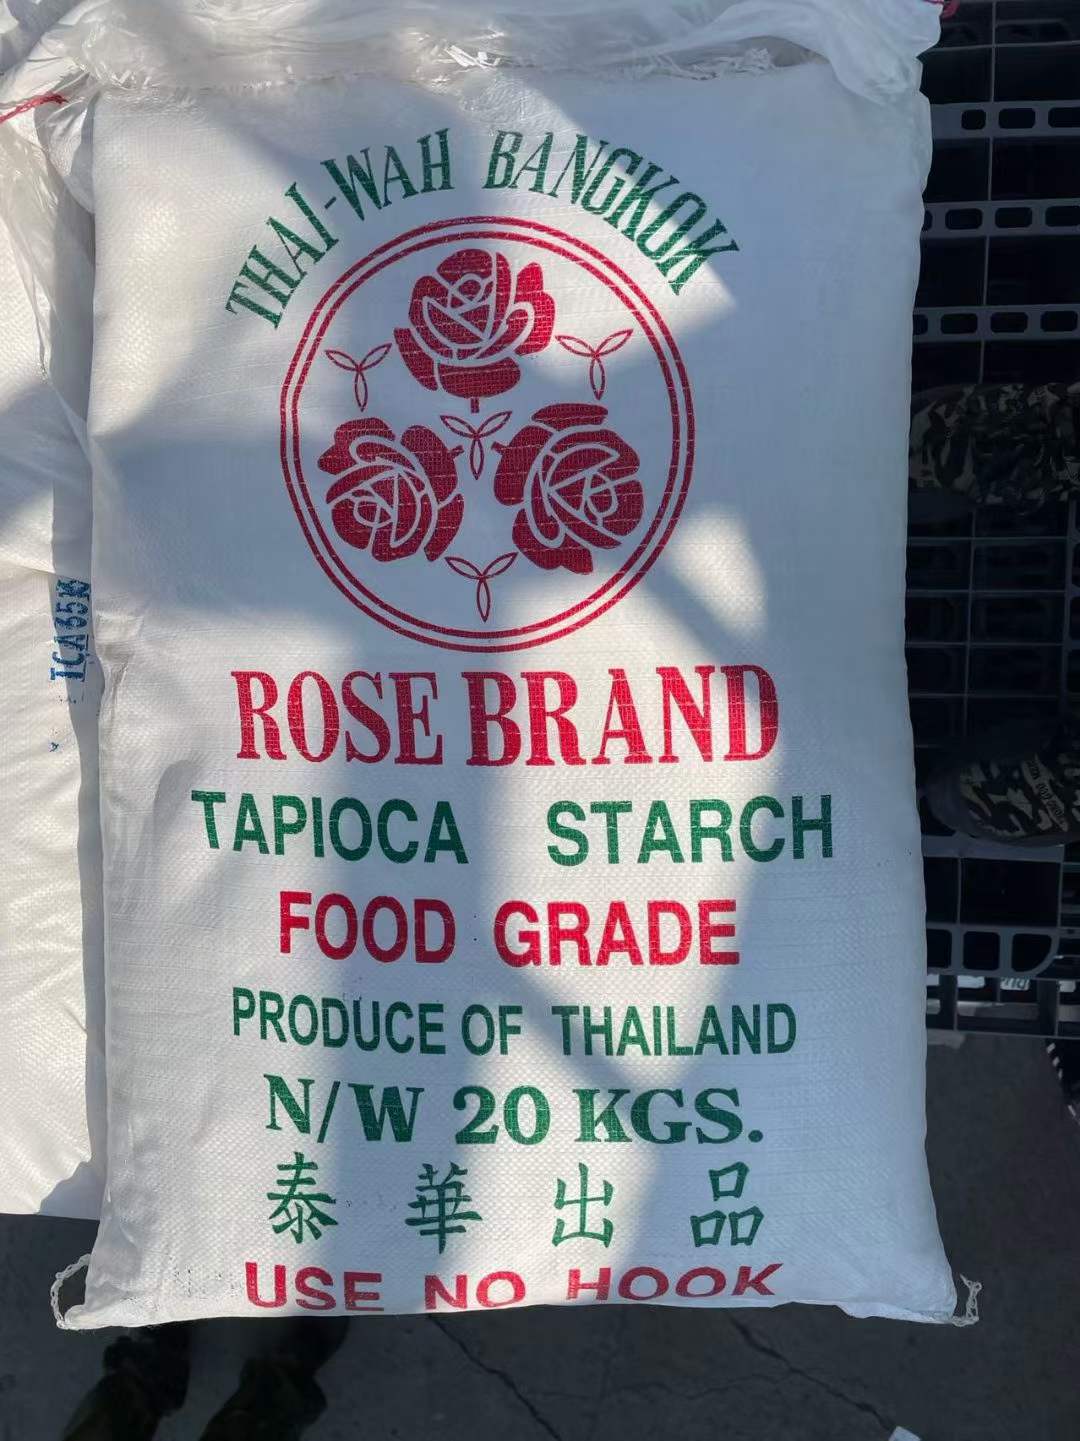 THAI-WAH BANGKOK
ROSE BRAND
TAPIOCA STARCH
FOOD GRADE
PRODUCE OF THAILAND
N/W 20 KGS.
泰華出品
USE NO HOOK